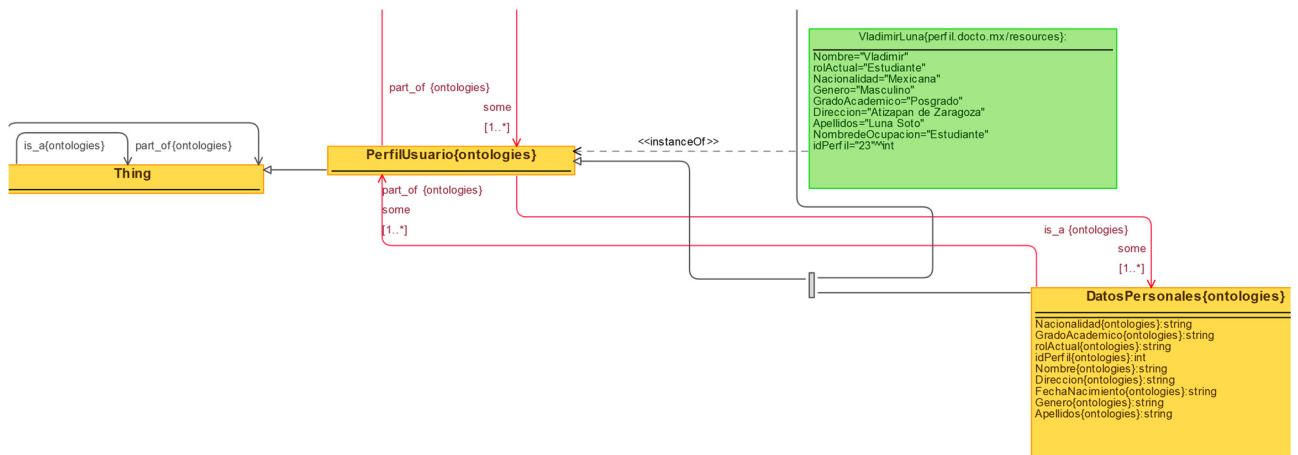 VladimirLuna{perfil.docto.mx/resources}:
Nombre="Vladimir"
rolActual="Estudiante"
Nacionalidad="Mexicana"
Genero="Masculino"
GradoAcademico="Posgrado"
Direccion="Atizapan de Zaragoza"
Apellidos="Luna Soto"
NombredeOcupacion="Estudiante"
idPerfil="23"^^int
part_of {ontologies}
some
[1..*]
<<instanceOf>>
is_a{ontologies}
part_of{ontologies}
Thing
PerfilUsuario{ontologies}
part_of {ontologies}
some
[1..*]
is_a {ontologies}
some
[1..*]
DatosPersonales{ontologies}
Nacionalidad{ontologies}:string
GradoAcademico{ontologies}:string
rolActual{ontologies}:string
idPerfil{ontologies}:int
Nombre{ontologies}:string
Direccion{ontologies}:string
FechaNacimiento{ontologies}:string
Genero{ontologies}:string
Apellidos{ontologies}:string